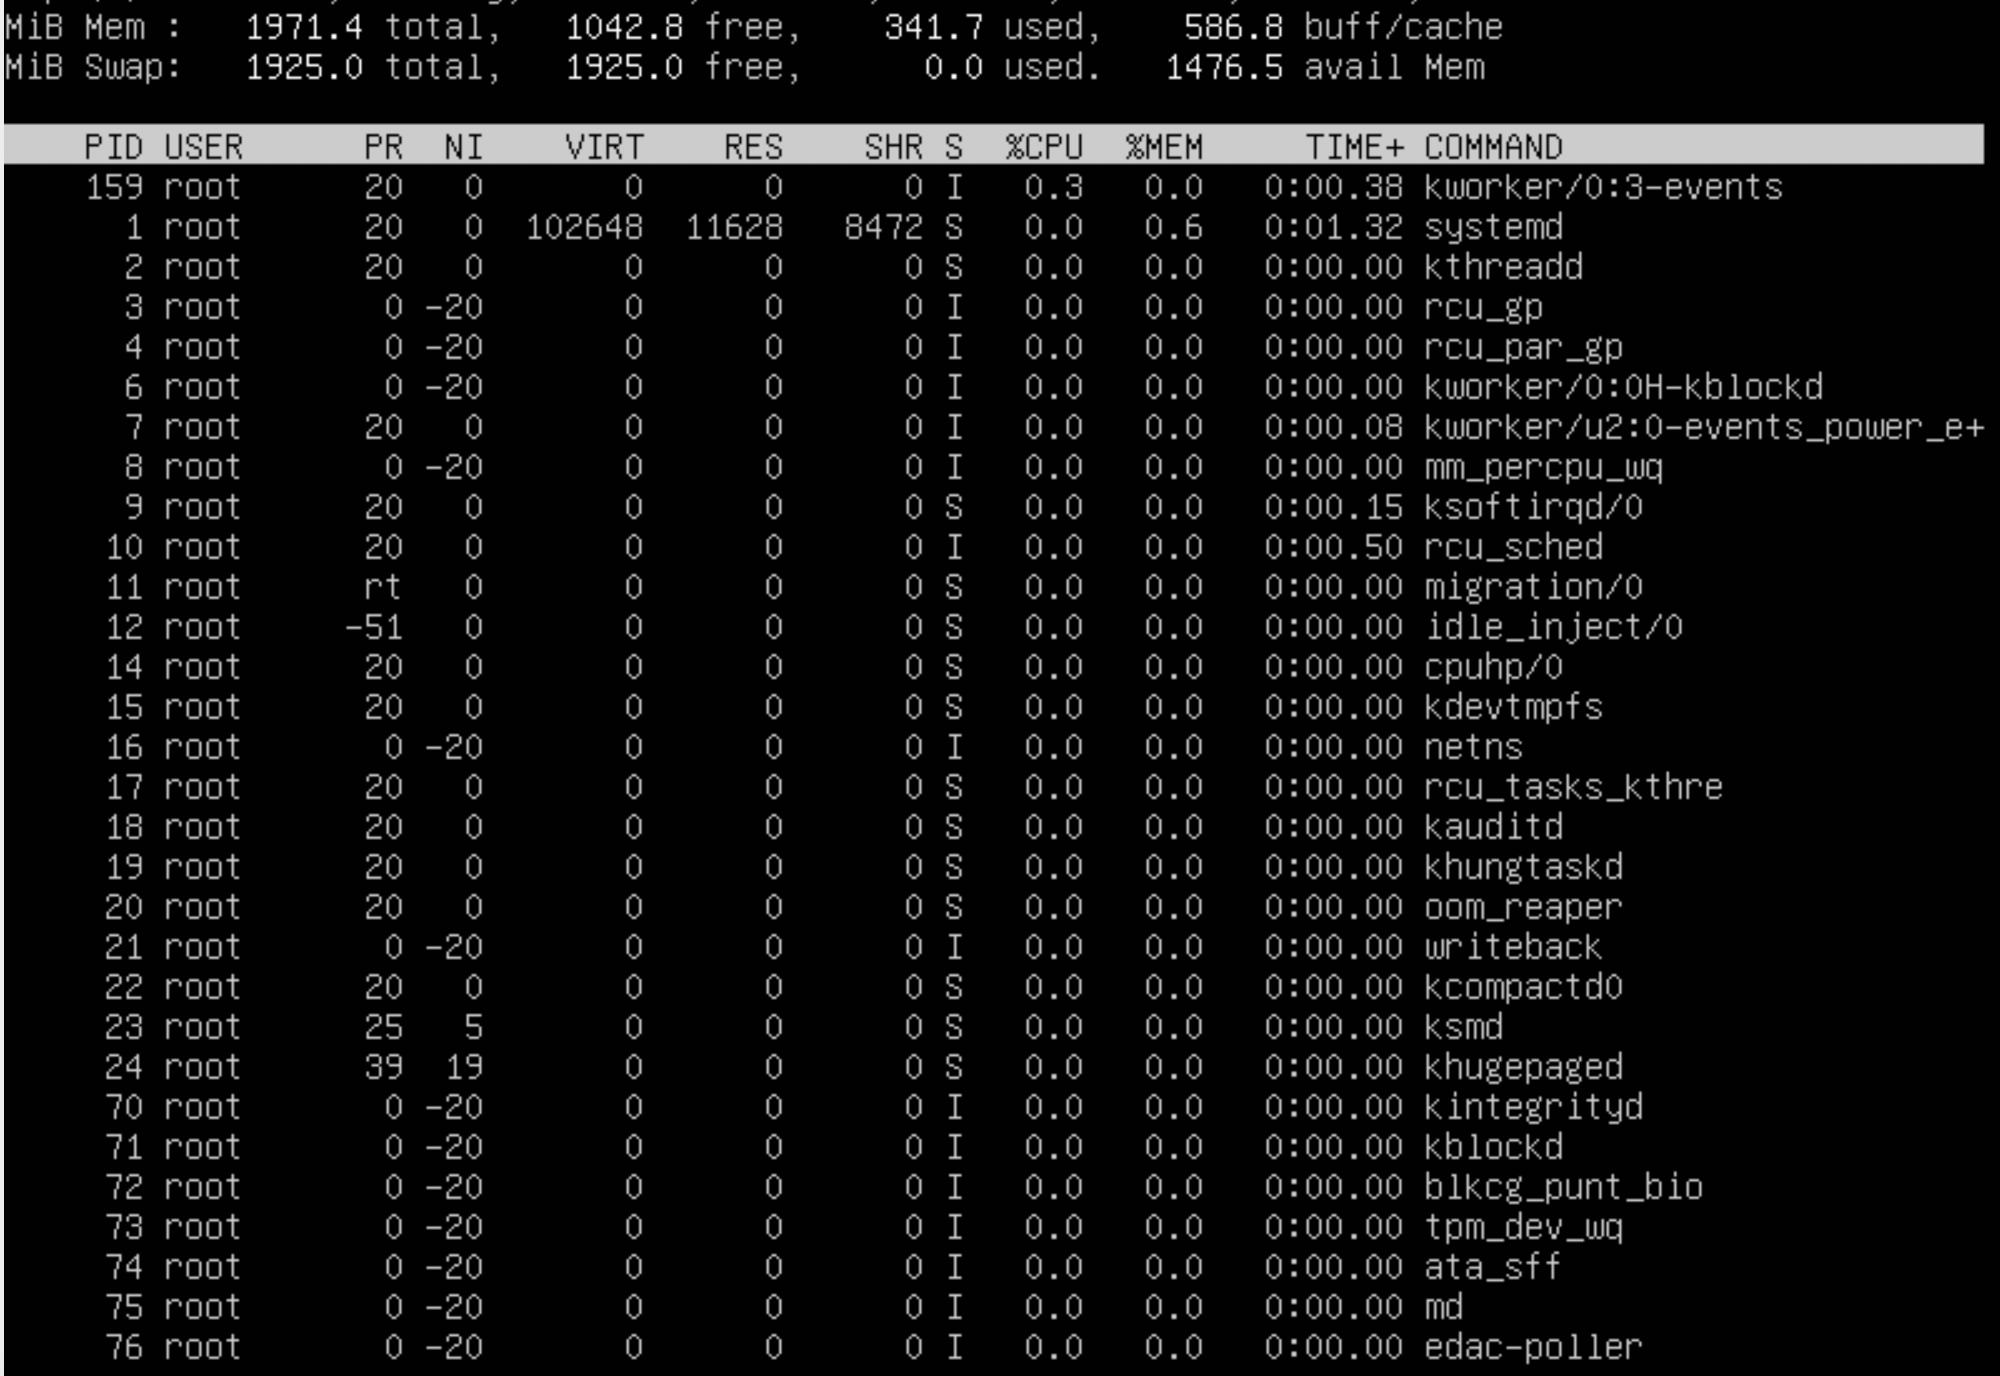 MiB Mem :   1971.4 total,   1042.8 free,    341.7 used,    586.8 buff/cache
MiB Swap:   1925.0 total,   1925.0 free,      0.0 used.   1476.5 avail Mem
PID USER      PR  NI    VIRT    RES    SHR S  %CPU  %MEM     TIME+ COMMAND
159 root      20   0       0      0      0 I   0.3   0.0   0:00.38 kworker/0:3-events
1 root      20   0  102648  11628   8472 S   0.0   0.6   0:01.32 systemd
2 root      20   0       0      0      0 S   0.0   0.0   0:00.00 kthreadd
3 root       0 -20       0      0      0 I   0.0   0.0   0:00.00 rcu_gp
4 root       0 -20       0      0      0 I   0.0   0.0   0:00.00 rcu_par_gp
6 root       0 -20       0      0      0 I   0.0   0.0   0:00.00 kworker/0:0H-kblockd
7 root      20   0       0      0      0 I   0.0   0.0   0:00.08 kworker/u2:0-events_power_e+
8 root       0 -20       0      0      0 I   0.0   0.0   0:00.00 mm_percpu_wq
9 root      20   0       0      0      0 S   0.0   0.0   0:00.15 ksoftirqd/0
10 root      20   0       0      0      0 I   0.0   0.0   0:00.50 rcu_sched
11 root      rt   0       0      0      0 S   0.0   0.0   0:00.00 migration/0
12 root     -51   0       0      0      0 S   0.0   0.0   0:00.00 idle_inject/0
14 root      20   0       0      0      0 S   0.0   0.0   0:00.00 cpuhp/0
15 root      20   0       0      0      0 S   0.0   0.0   0:00.00 kdevtmpfs
16 root       0 -20       0      0      0 I   0.0   0.0   0:00.00 netns
17 root      20   0       0      0      0 S   0.0   0.0   0:00.00 rcu_tasks_kthre
18 root      20   0       0      0      0 S   0.0   0.0   0:00.00 kauditd
19 root      20   0       0      0      0 S   0.0   0.0   0:00.00 khungtaskd
20 root      20   0       0      0      0 S   0.0   0.0   0:00.00 oom_reaper
21 root       0 -20       0      0      0 I   0.0   0.0   0:00.00 writeback
22 root      20   0       0      0      0 S   0.0   0.0   0:00.00 kcompactd0
23 root      25   5       0      0      0 S   0.0   0.0   0:00.00 ksmd
24 root      39  19       0      0      0 S   0.0   0.0   0:00.00 khugepaged
70 root       0 -20       0      0      0 I   0.0   0.0   0:00.00 kintegrityd
71 root       0 -20       0      0      0 I   0.0   0.0   0:00.00 kblockd
72 root       0 -20       0      0      0 I   0.0   0.0   0:00.00 blkcg_punt_bio
73 root       0 -20       0      0      0 I   0.0   0.0   0:00.00 tpm_dev_wq
74 root       0 -20       0      0      0 I   0.0   0.0   0:00.00 ata_sff
75 root       0 -20       0      0      0 I   0.0   0.0   0:00.00 md
76 root       0 -20       0      0      0 I   0.0   0.0   0:00.00 edac-poller